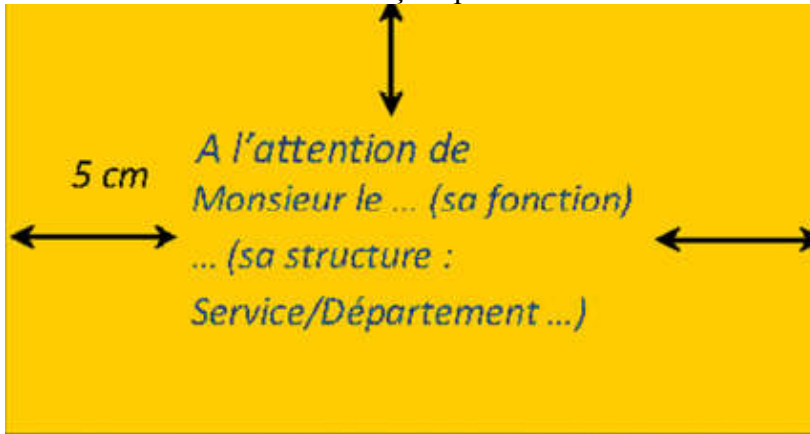 A l'attention de
5 cm
Monsieur le ... (sa fonction)
... (sa structure :
Service/Département ...)